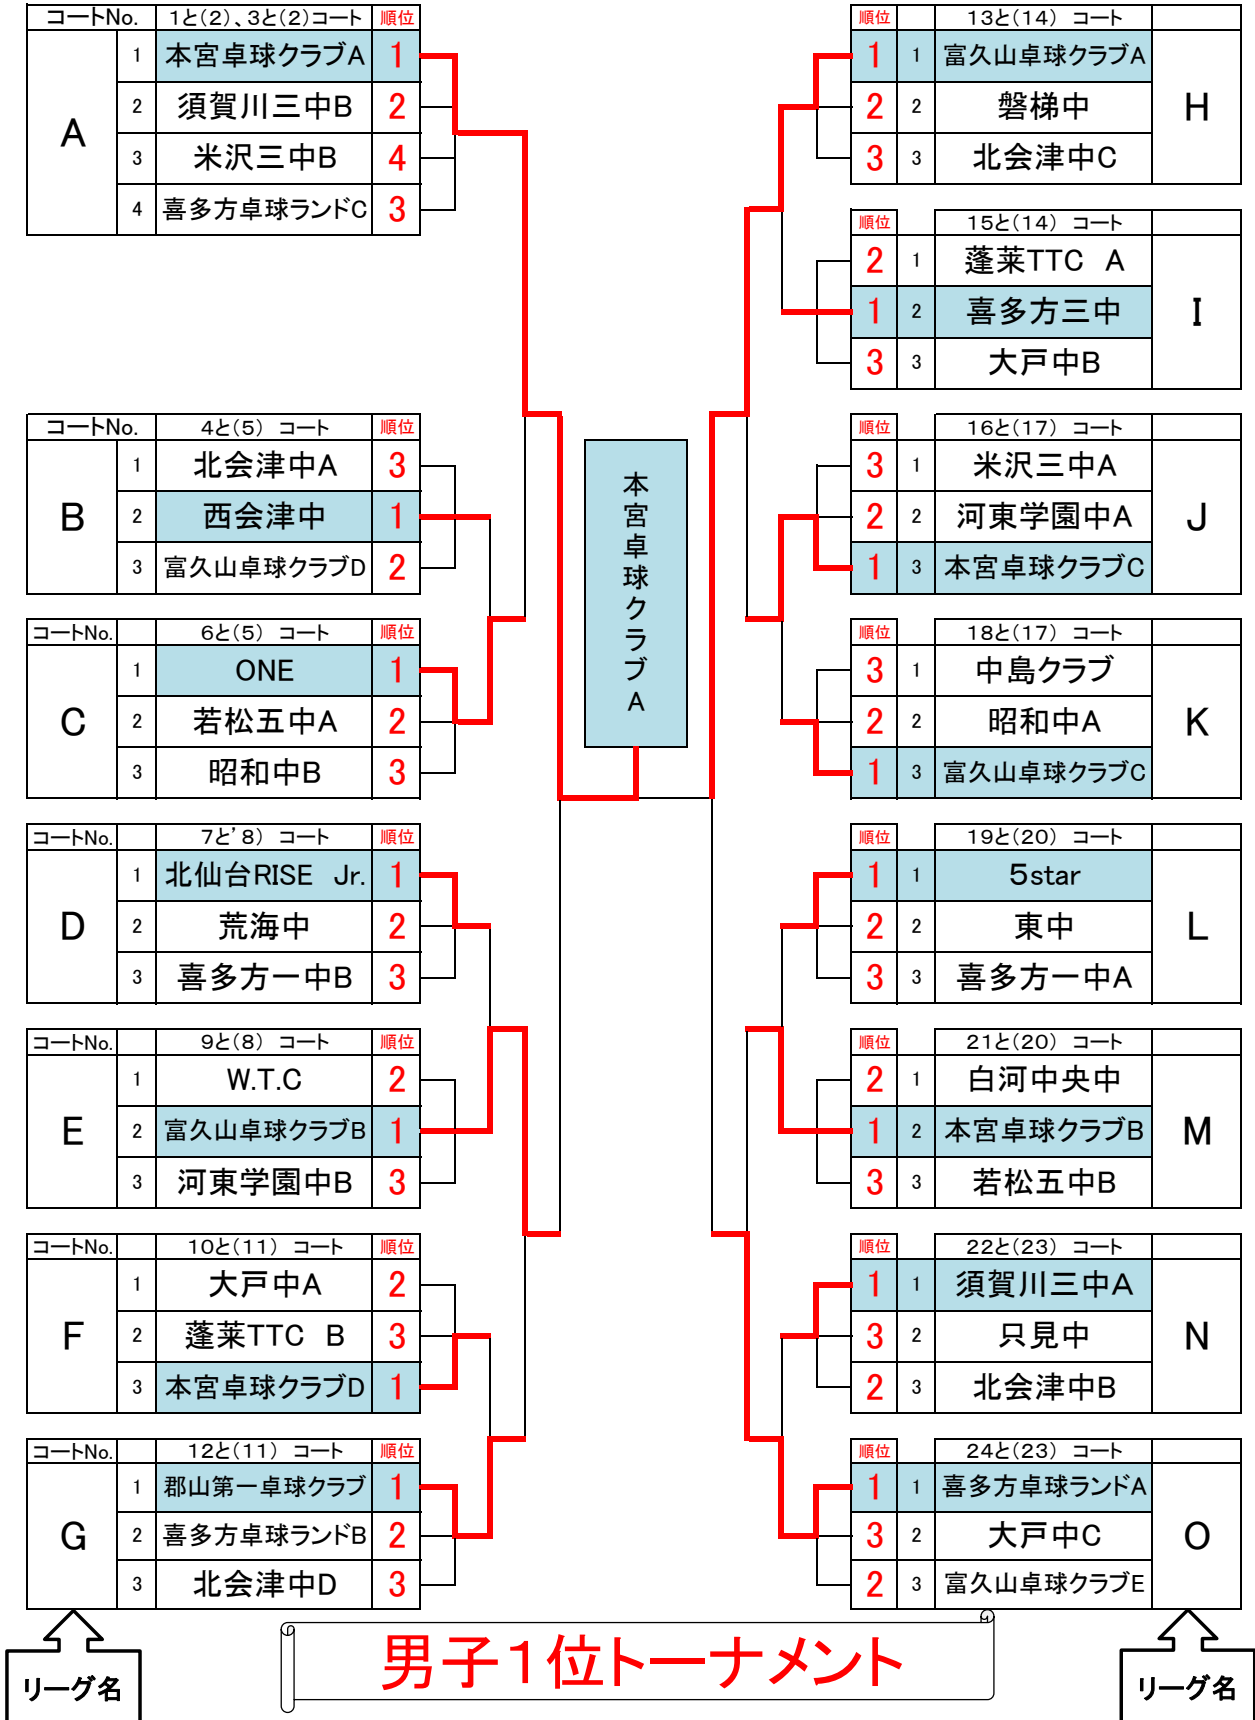 コートNo. 1と(2)、3と(2)コート 順位
A
1 本宮卓球クラブA 1
2 須賀川三中B 2
3 米沢三中B 4
4 喜多方卓球ランドC 3
コートNo. 4と(5) コート 順位
B
1 北会津中A 3
2 西会津中 1
3 富久山卓球クラブD 2
コートNo. 6と(5) コート 順位
C
1 ONE 1
2 若松五中A 2
3 昭和中B 3
コートNo. 7と'8) コート 順位
D
1 北仙台RISE Jr. 1
2 荒海中 2
3 喜多方一中B 3
コートNo. 9と(8) コート 順位
E
1 W.T.C 2
2 富久山卓球クラブB 1
3 河東学園中B 3
コートNo. 10と(11) コート 順位
F
1 大戸中A 2
2 蓬莱TTC B 3
3 本宮卓球クラブD 1
コートNo. 12と(11) コート 順位
G
1 郡山第一卓球クラブ 1
2 喜多方卓球ランドB 2
3 北会津中D 3
リーグ名
本宮卓球クラブA
順位 13と(14) コート
H
1 1 富久山卓球クラブA
2 2 磐梯中
3 3 北会津中C
順位 15と(14) コート
I
2 1 蓬莱TTC A
1 2 喜多方三中
3 3 大戸中B
順位 16と(17) コート
J
3 1 米沢三中A
2 2 河東学園中A
1 3 本宮卓球クラブC
順位 18と(17) コート
K
3 1 中島クラブ
2 2 昭和中A
1 3 富久山卓球クラブC
順位 19と(20) コート
L
1 1 5star
2 2 東中
3 3 喜多方一中A
順位 21と(20) コート
M
2 1 白河中央中
1 2 本宮卓球クラブB
3 3 若松五中B
順位 22と(23) コート
N
1 1 須賀川三中A
3 2 只見中
2 3 北会津中B
順位 24と(23) コート
O
1 1 喜多方卓球ランドA
3 2 大戸中C
2 3 富久山卓球クラブE
リーグ名
男子1位トーナメント